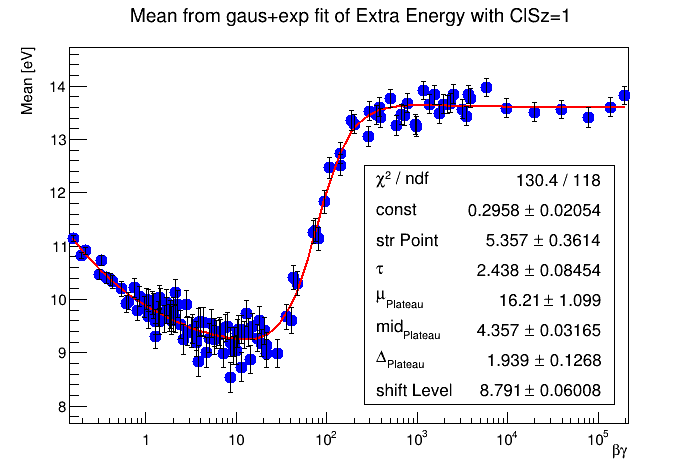 Mean from gaus+exp fit of Extra Energy with ClSz=1
Mean [eV]
14
13
12
11
10
9
8
χ² / ndf 130.4 / 118
const 0.2958 ± 0.02054
str Point 5.357 ± 0.3614
τ 2.438 ± 0.08454
μPlateau 16.21 ± 1.099
midPlateau 4.357 ± 0.03165
ΔPlateau 1.939 ± 0.1268
shift Level 8.791 ± 0.06008
1 10 10² 10³ 10⁴ 10⁵
βγ